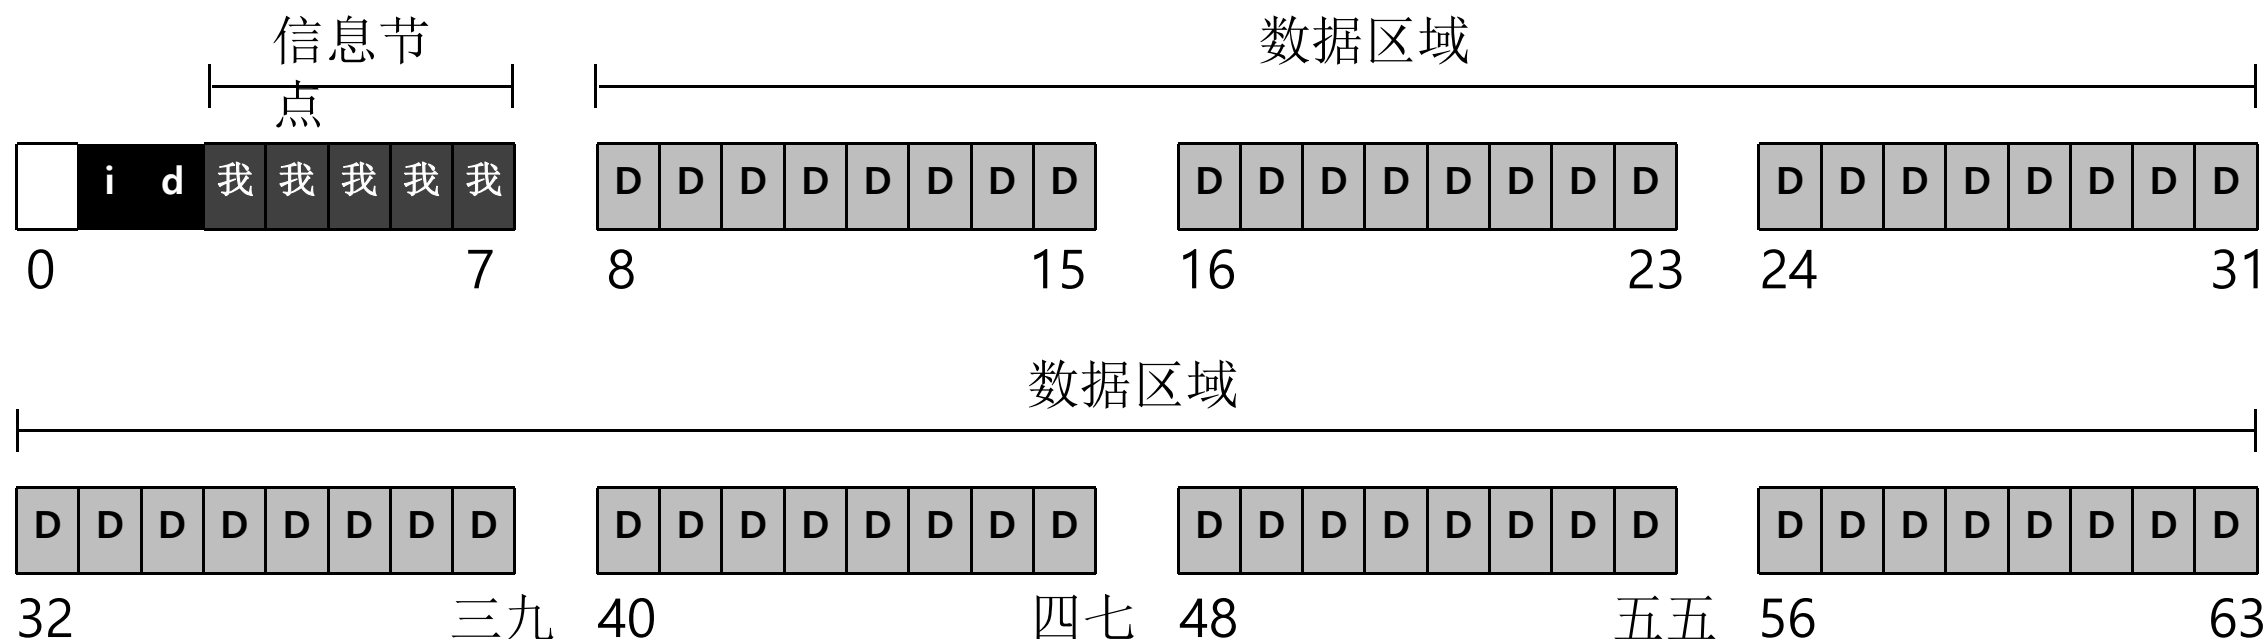 信息节 数据区域
点
i d 我 我 我 我 我 D D D D D D D D D D D D D D D D D D D D D D D D
0 7 8 15 16 23 24 31
数据区域
D D D D D D D D D D D D D D D D D D D D D D D D D D D D D D D D
32 三九 40 四七 48 五五 56 63